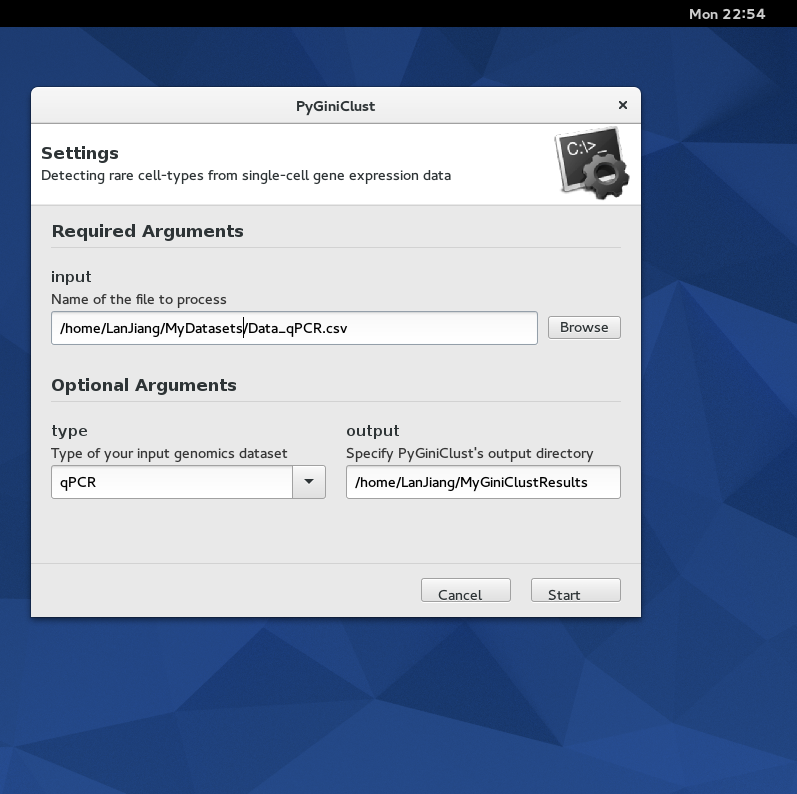 Mon 22:54
PyGiniClust
×
Settings
Detecting rare cell-types from single-cell gene expression data
C:\>_
Required Arguments
input
Name of the file to process
/home/LanJiang/MyDatasets/Data_qPCR.csv
Browse
Optional Arguments
type
Type of your input genomics dataset
qPCR
output
Specify PyGiniClust's output directory
/home/LanJiang/MyGiniClustResults
Cancel
Start